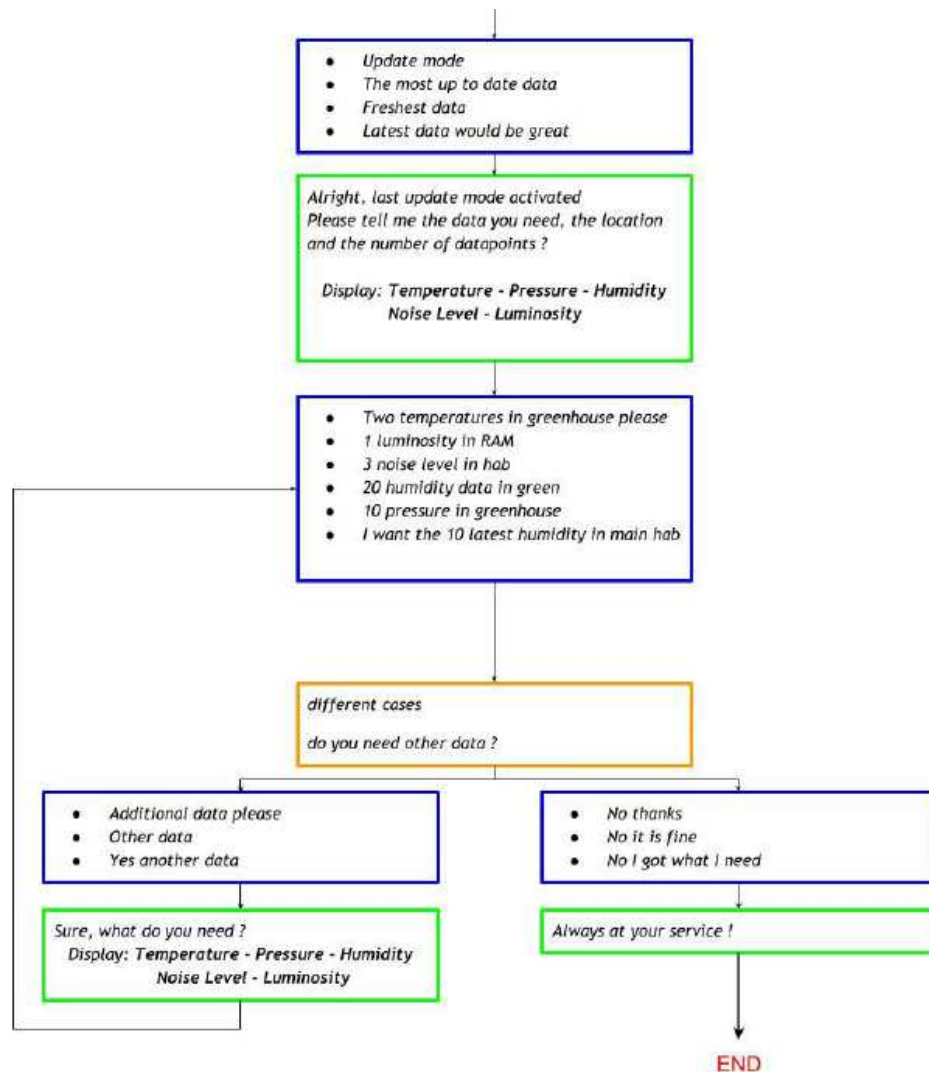 ● Update mode
● The most up to date data
● Freshest data
● Latest data would be great
Alright, last update mode activated
Please tell me the data you need, the location
and the number of datapoints ?
Display: Temperature - Pressure - Humidity
Noise Level - Luminosity
● Two temperatures in greenhouse please
● 1 luminosity in RAM
● 3 noise level in hab
● 20 humidity data in green
● 10 pressure in greenhouse
● I want the 10 latest humidity in main hab
different cases
do you need other data ?
● Additional data please
● Other data
● Yes another data
● No thanks
● No it is fine
● No I got what I need
Sure, what do you need ?
Display: Temperature - Pressure - Humidity
Noise Level - Luminosity
Always at your service !
END